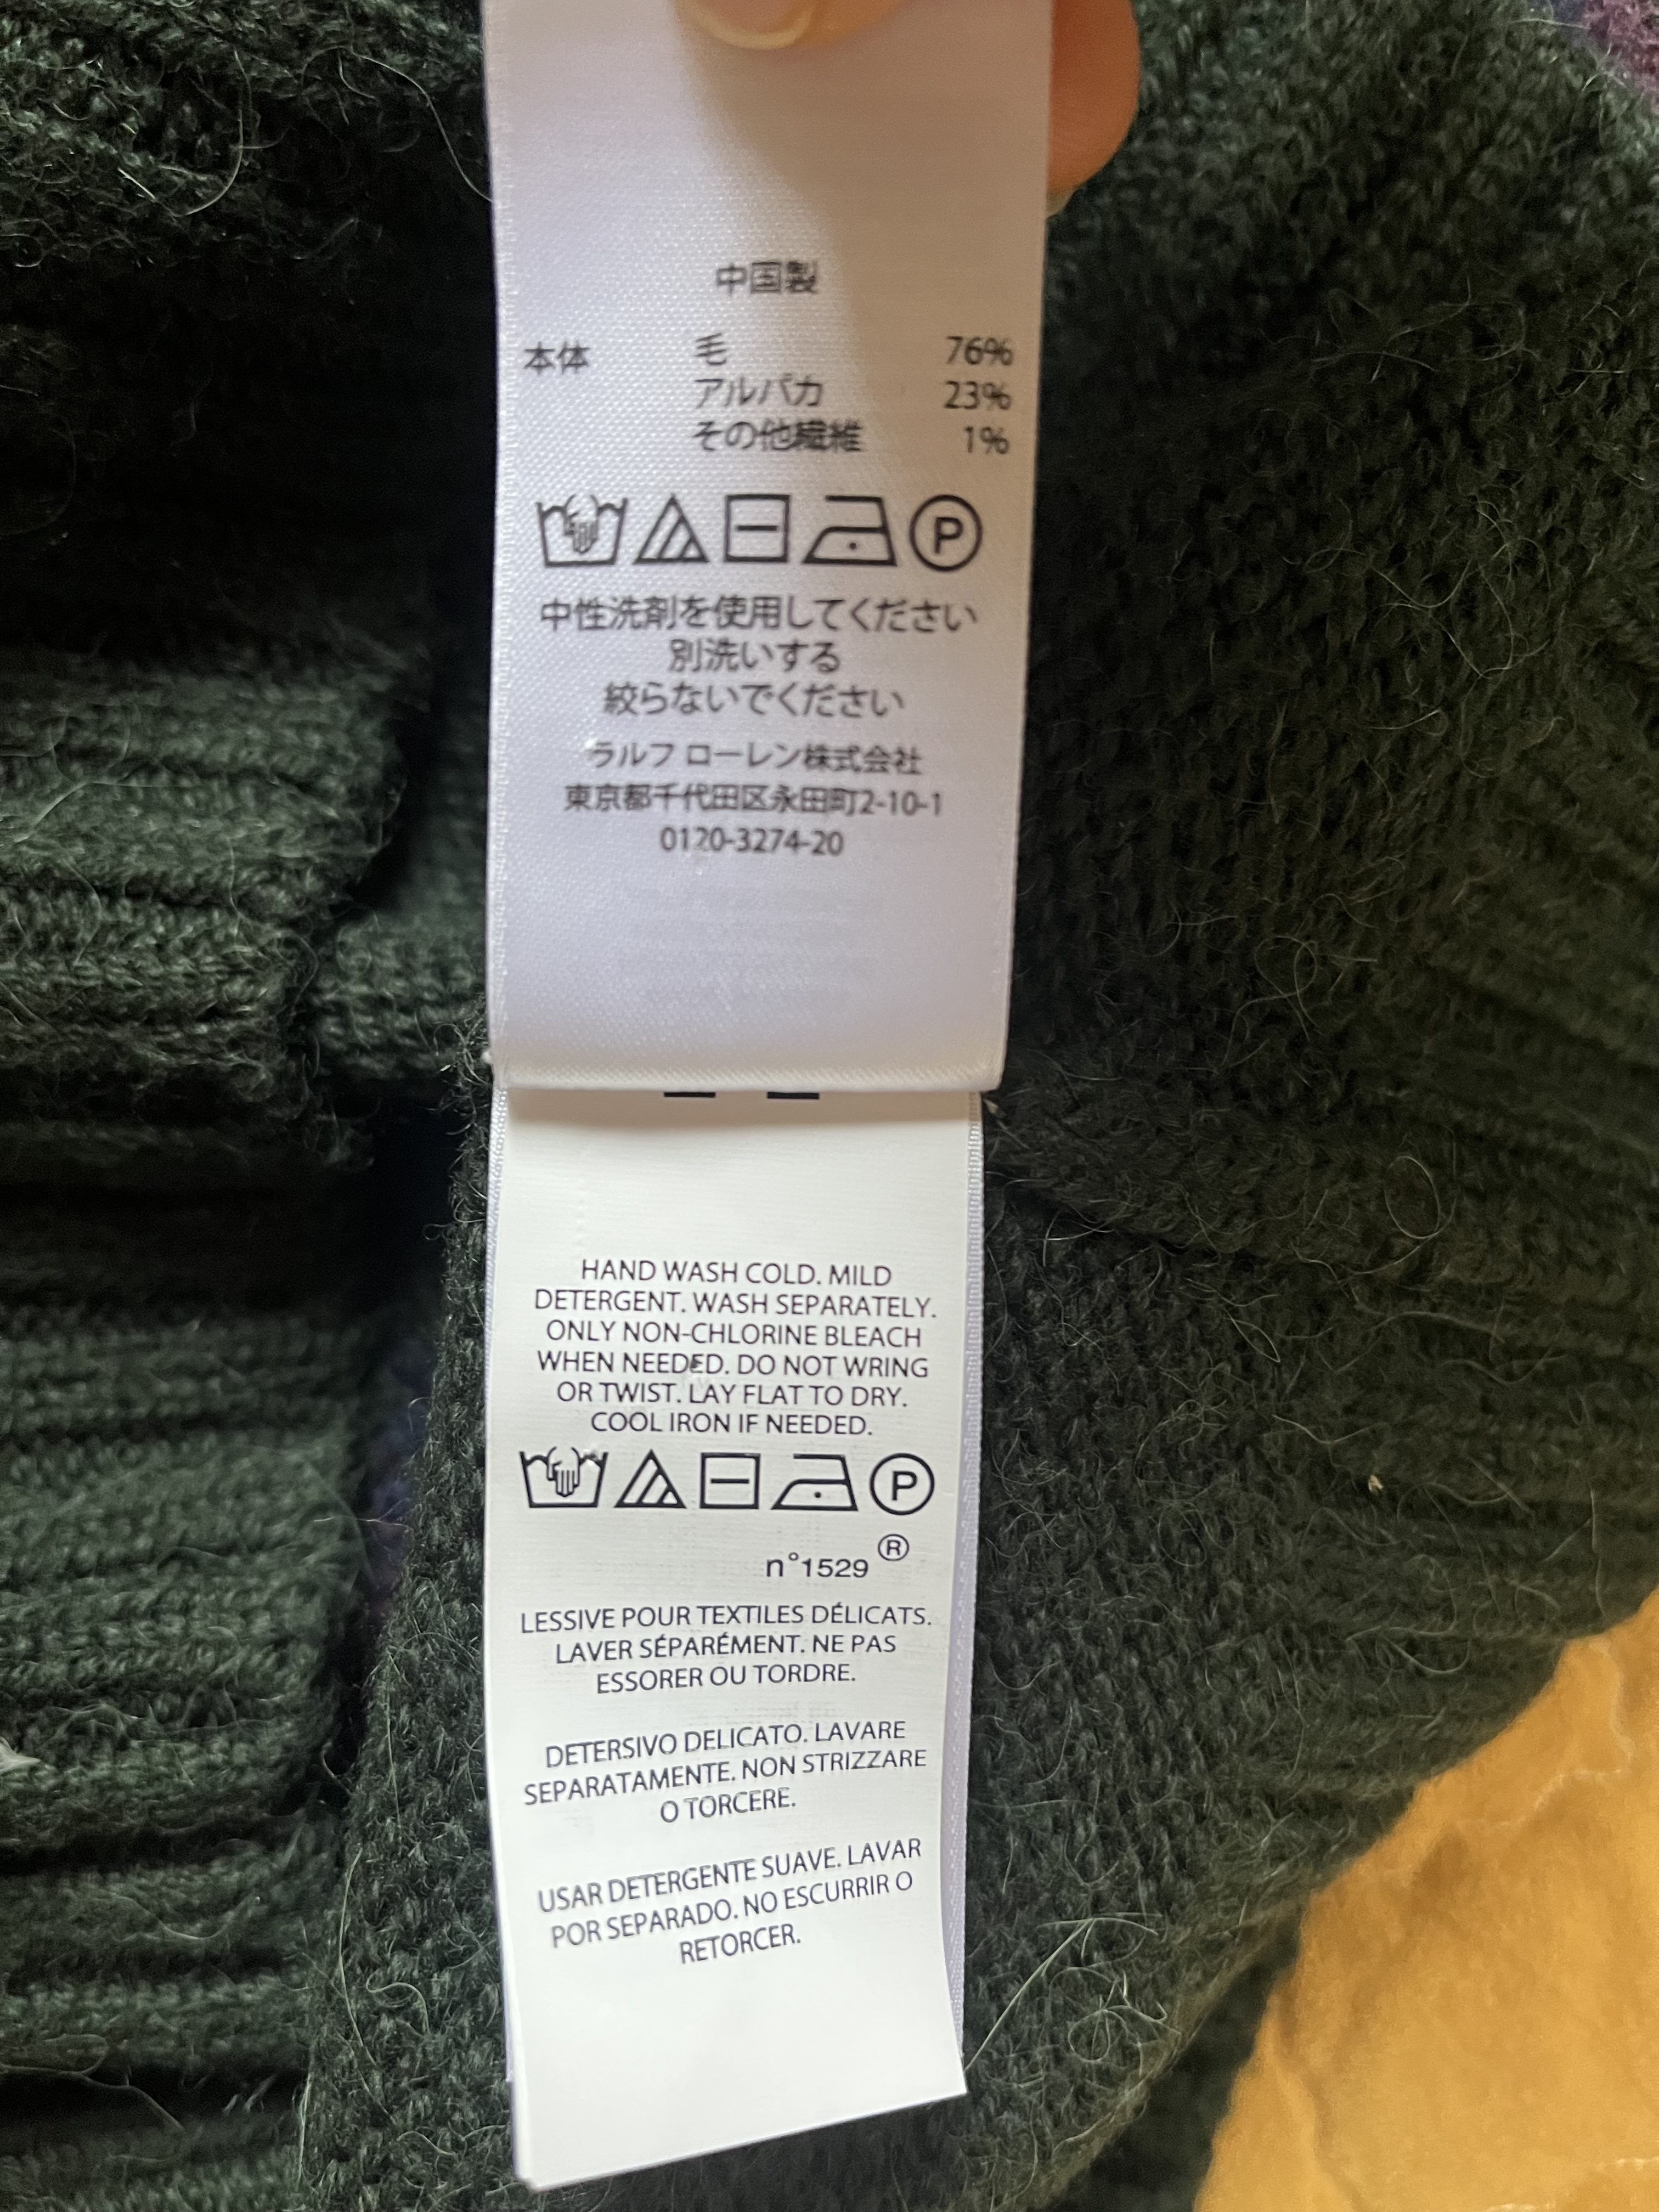 中国製
本体 毛 76%
アルパカ 23%
その他繊維 1%
P
中性洗剤を使用してください
別洗いする
絞らないでください
ラルフ ローレン株式会社
東京都千代田区永田町2-10-1
0120-3274-20
HAND WASH COLD. MILD
DETERGENT. WASH SEPARATELY.
ONLY NON-CHLORINE BLEACH
WHEN NEEDED. DO NOT WRING
OR TWIST. LAY FLAT TO DRY.
COOL IRON IF NEEDED.
P
n°1529 ®
LESSIVE POUR TEXTILES DÉLICATS.
LAVER SÉPARÉMENT. NE PAS
ESSORER OU TORDRE.
DETERSIVO DELICATO. LAVARE
SEPARATAMENTE. NON STRIZZARE
O TORCERE.
USAR DETERGENTE SUAVE. LAVAR
POR SEPARADO. NO ESCURRIR O
RETORCER.